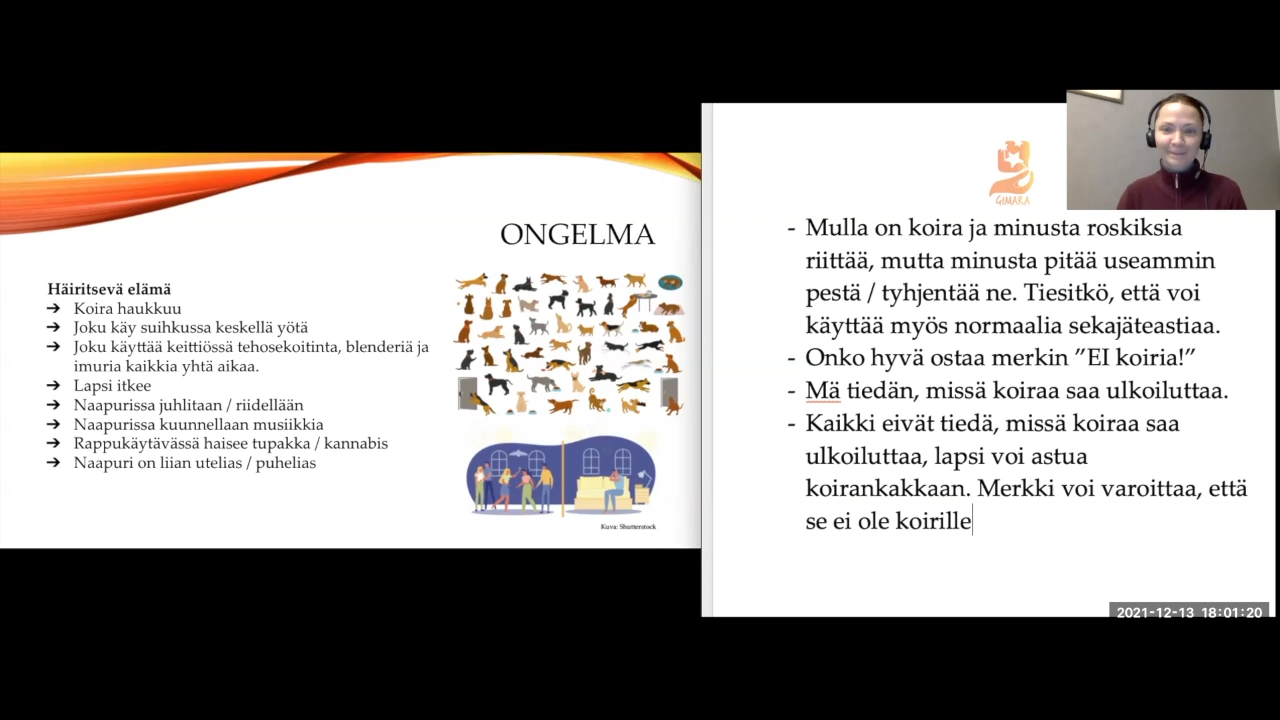 ONGELMA
Häiritsevä elämä
➔ Koira haukkuu
➔ Joku käy suihkussa keskellä yötä
➔ Joku käyttää keittiössä tehosekoitinta, blenderiä ja
imuria kaikkia yhtä aikaa.
➔ Lapsi itkee
➔ Naapurissa juhlitaan / riidellään
➔ Naapurissa kuunnellaan musiikkia
➔ Rappukäytävässä haisee tupakka / kannabis
➔ Naapuri on liian utelias / puhelias
Kuva: Shutterstock
GIMARA
- Mulla on koira ja minusta roskiksia
riittää, mutta minusta pitää useammin
pestä / tyhjentää ne. Tiesitkö, että voi
käyttää myös normaalia sekajäteastiaa.
- Onko hyvä ostaa merkin ”EI koiria!”
- Mä tiedän, missä koiraa saa ulkoiluttaa.
- Kaikki eivät tiedä, missä koiraa saa
ulkoiluttaa, lapsi voi astua
koirankakkaan. Merkki voi varoittaa, että
se ei ole koirille
2021-12-13 18:01:20